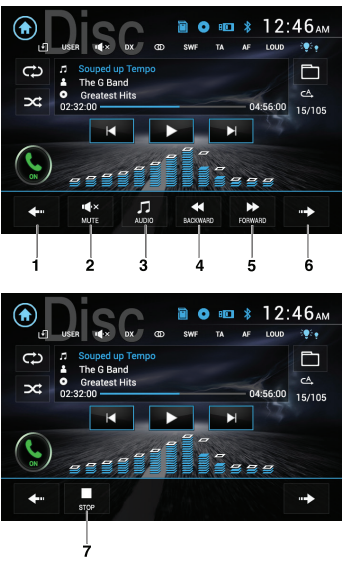 Disc
12:46AM
USER DX SWF TA AF LOUD
Souped up Tempo
The G Band
Greatest Hits
02:32:00 04:56:00
15/105
ON
MUTE AUDIO BACKWARD FORWARD
1 2 3 4 5 6
Disc
12:46AM
USER DX SWF TA AF LOUD
Souped up Tempo
The G Band
Greatest Hits
02:32:00 04:56:00
15/105
ON
STOP
7